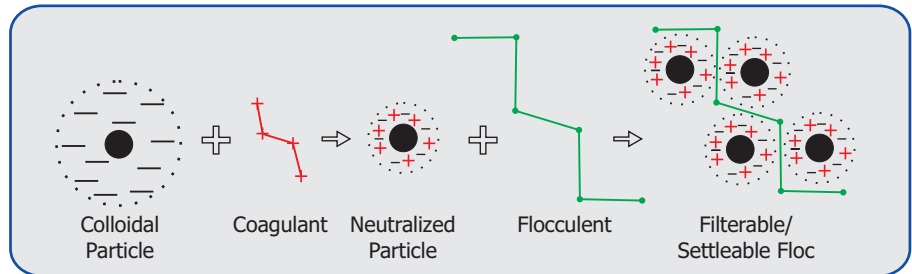 Colloidal
Particle
Coagulant
Neutralized
Particle
Flocculent
Filterable/
Settleable Floc